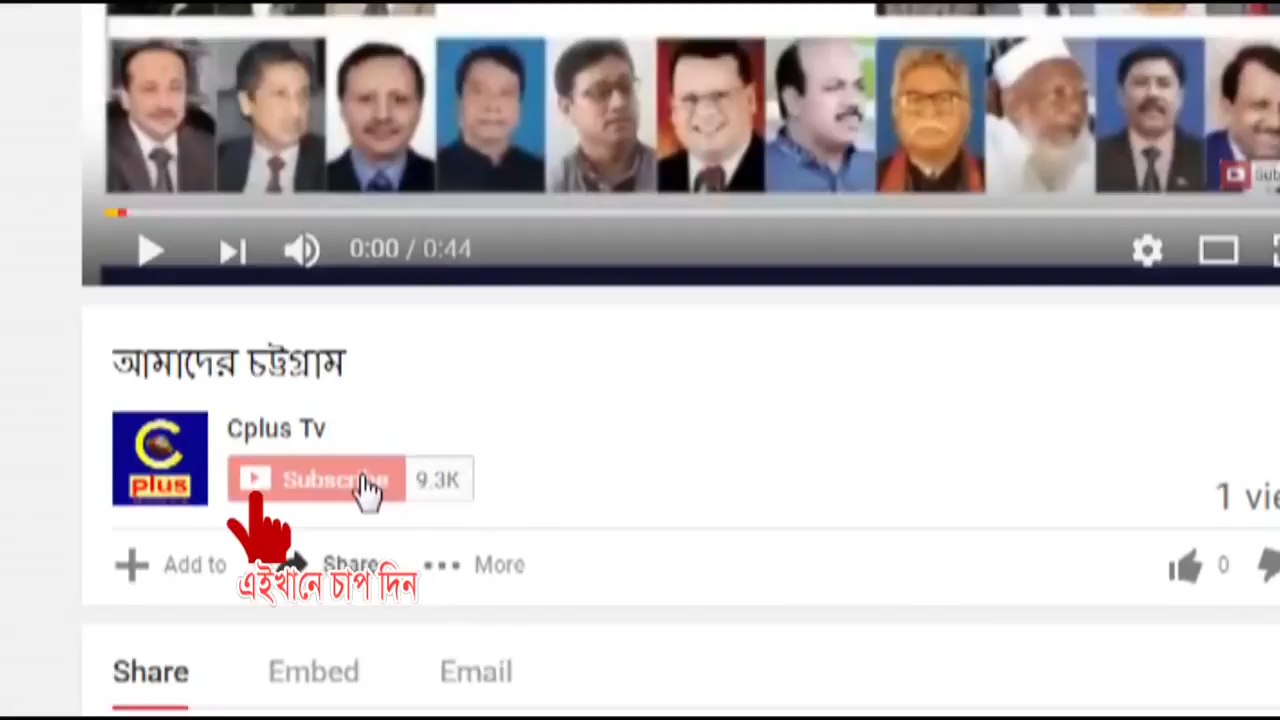 0:00 / 0:44
আমাদের চট্টগ্রাম
C
plus
Cplus Tv
Subscribe 9.3K
1
Add to Share More 0
এইখানে চাপ দিন
Share Embed Email